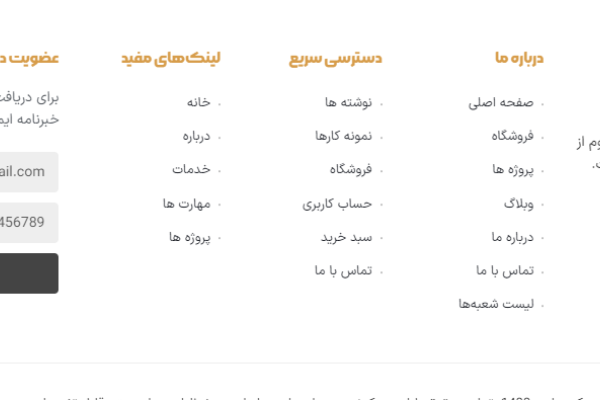 وم از
درباره ما
صفحه اصلی
فروشگاه
پروژه ها
وبلاگ
درباره ما
تماس با ما
لیست شعبه‌ها
دسترسی سریع
نوشته ها
نمونه کارها
فروشگاه
حساب کاربری
سبد خرید
تماس با ما
لینک‌های مفید
خانه
درباره
خدمات
مهارت ها
پروژه ها
عضویت د
برای دریافت
خبرنامه ایم
ail.com
456789